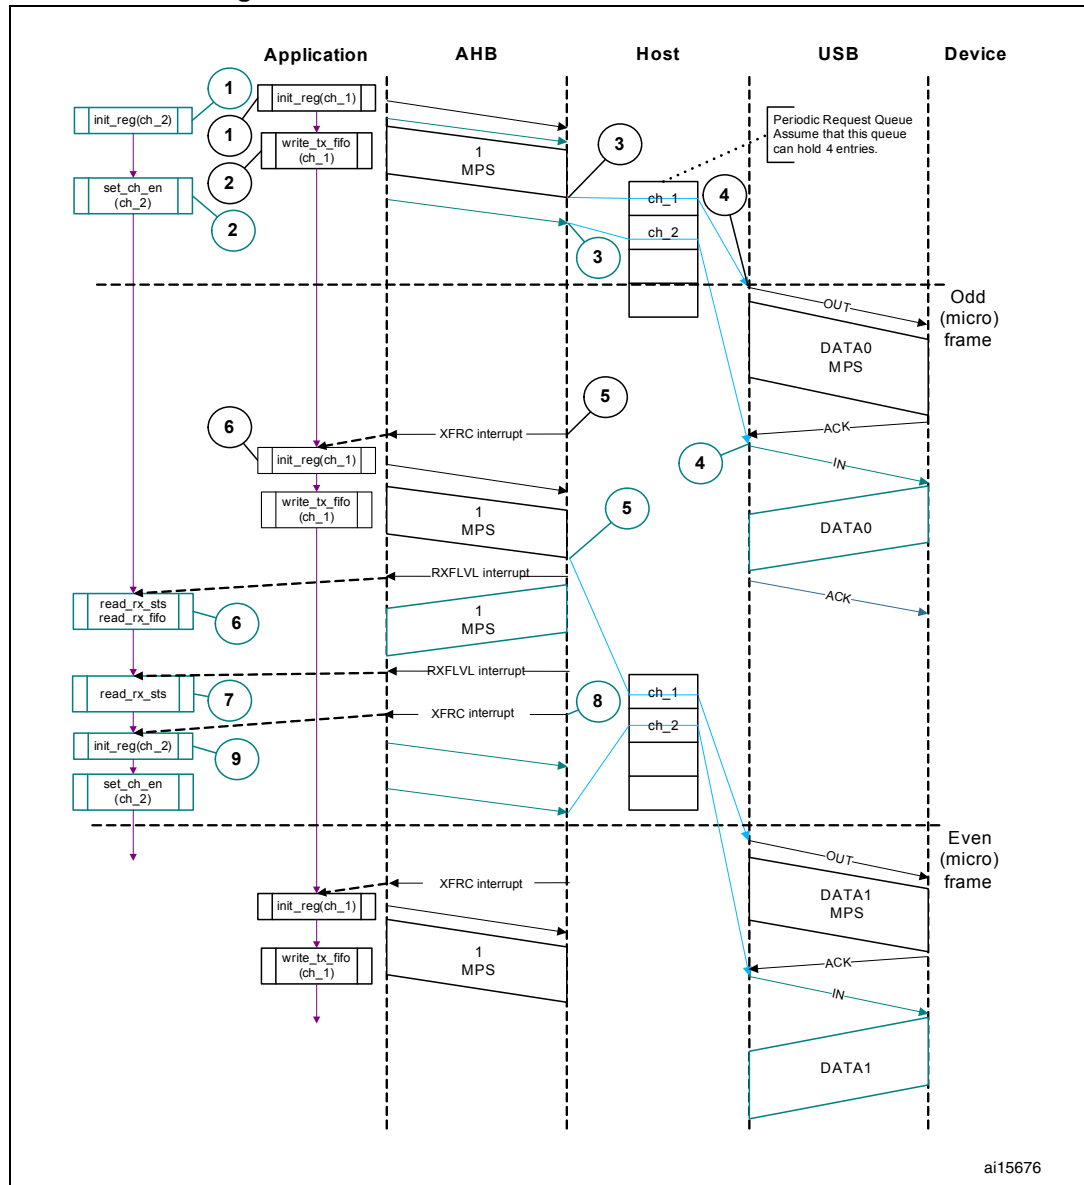 Application AHB Host USB Device
1
init_reg(ch_2)
init_reg(ch_1)
1
write_tx_fifo
(ch_1)
2
set_ch_en
(ch_2)
2
1
MPS
3
3
Periodic Request Queue
Assume that this queue
can hold 4 entries.
4
ch_1
ch_2
Odd
(micro)
frame
OUT
DATA0
MPS
ACK
5
XFRC interrupt
6
init_reg(ch_1)
4
IN
write_tx_fifo
(ch_1)
1
MPS
5
DATA0
RXFLVL interrupt
ACK
read_rx_sts
read_rx_fifo
6
1
MPS
RXFLVL interrupt
read_rx_sts
7
XFRC interrupt
8
ch_1
ch_2
init_reg(ch_2)
9
set_ch_en
(ch_2)
Even
(micro)
frame
OUT
XFRC interrupt
init_reg(ch_1)
DATA1
MPS
write_tx_fifo
(ch_1)
1
MPS
ACK
IN
DATA1
ai15676